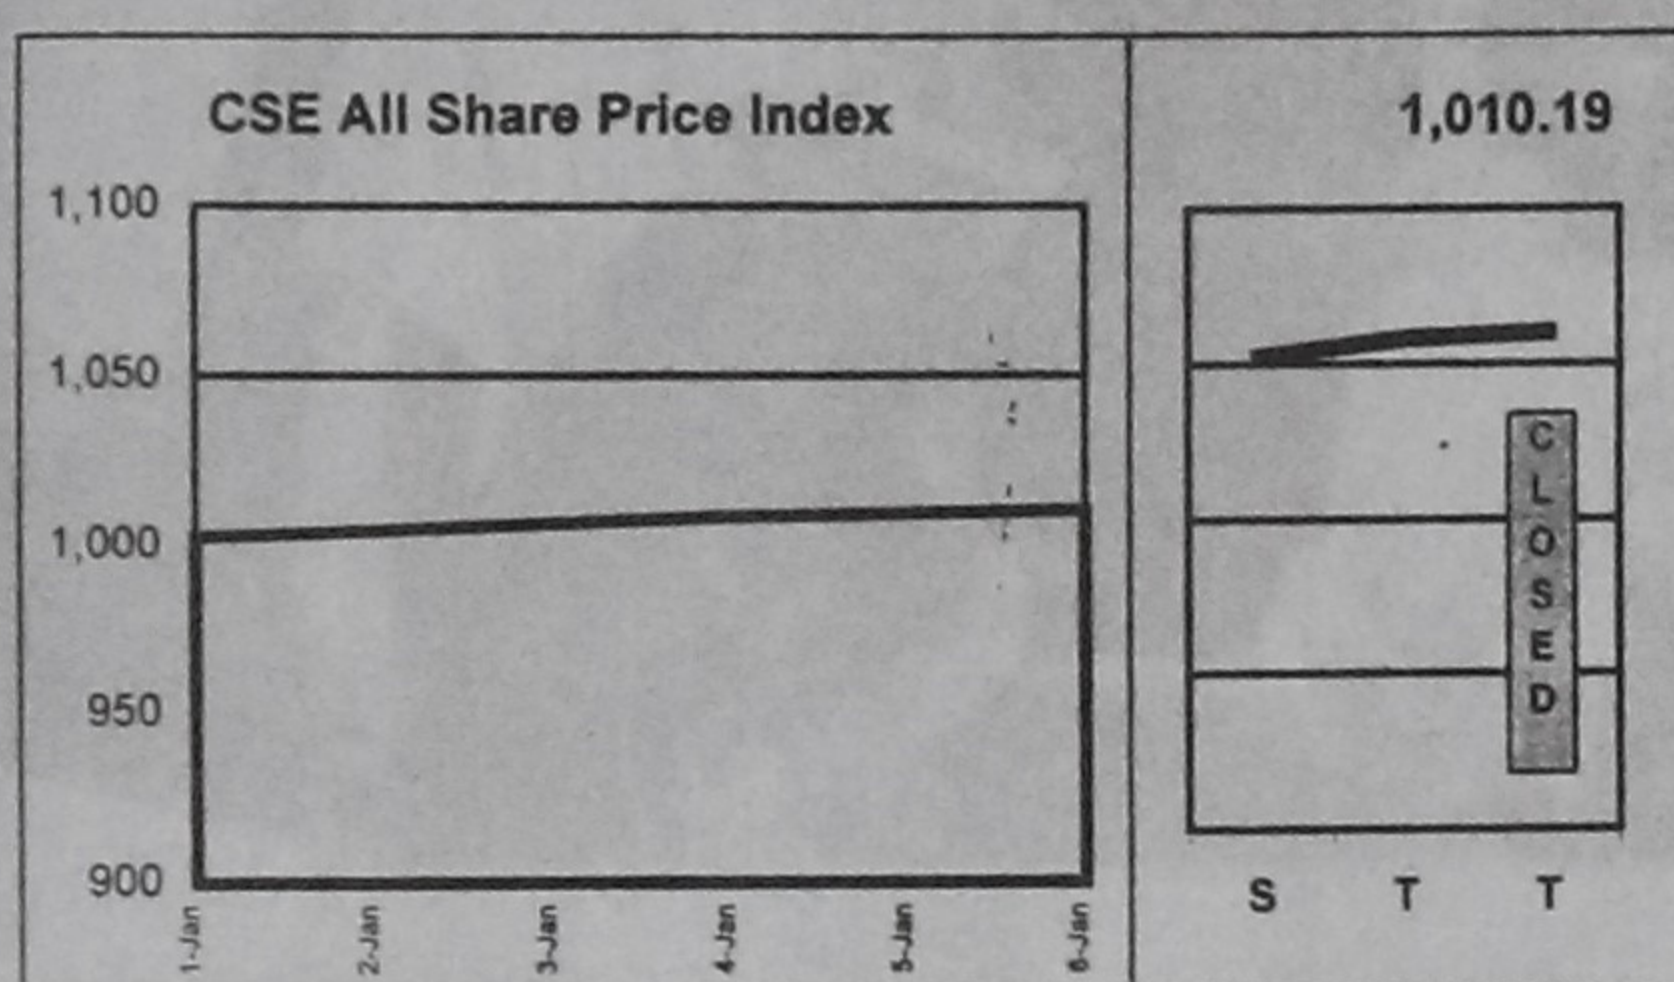 CSE All Share Price Index
1,100
1,050
1,000
950
900
1-Jan
2-Jan
3-Jan
4-Jan
5-Jan
6-Jan
1,010.19
C
L
O
S
E
D
S T T